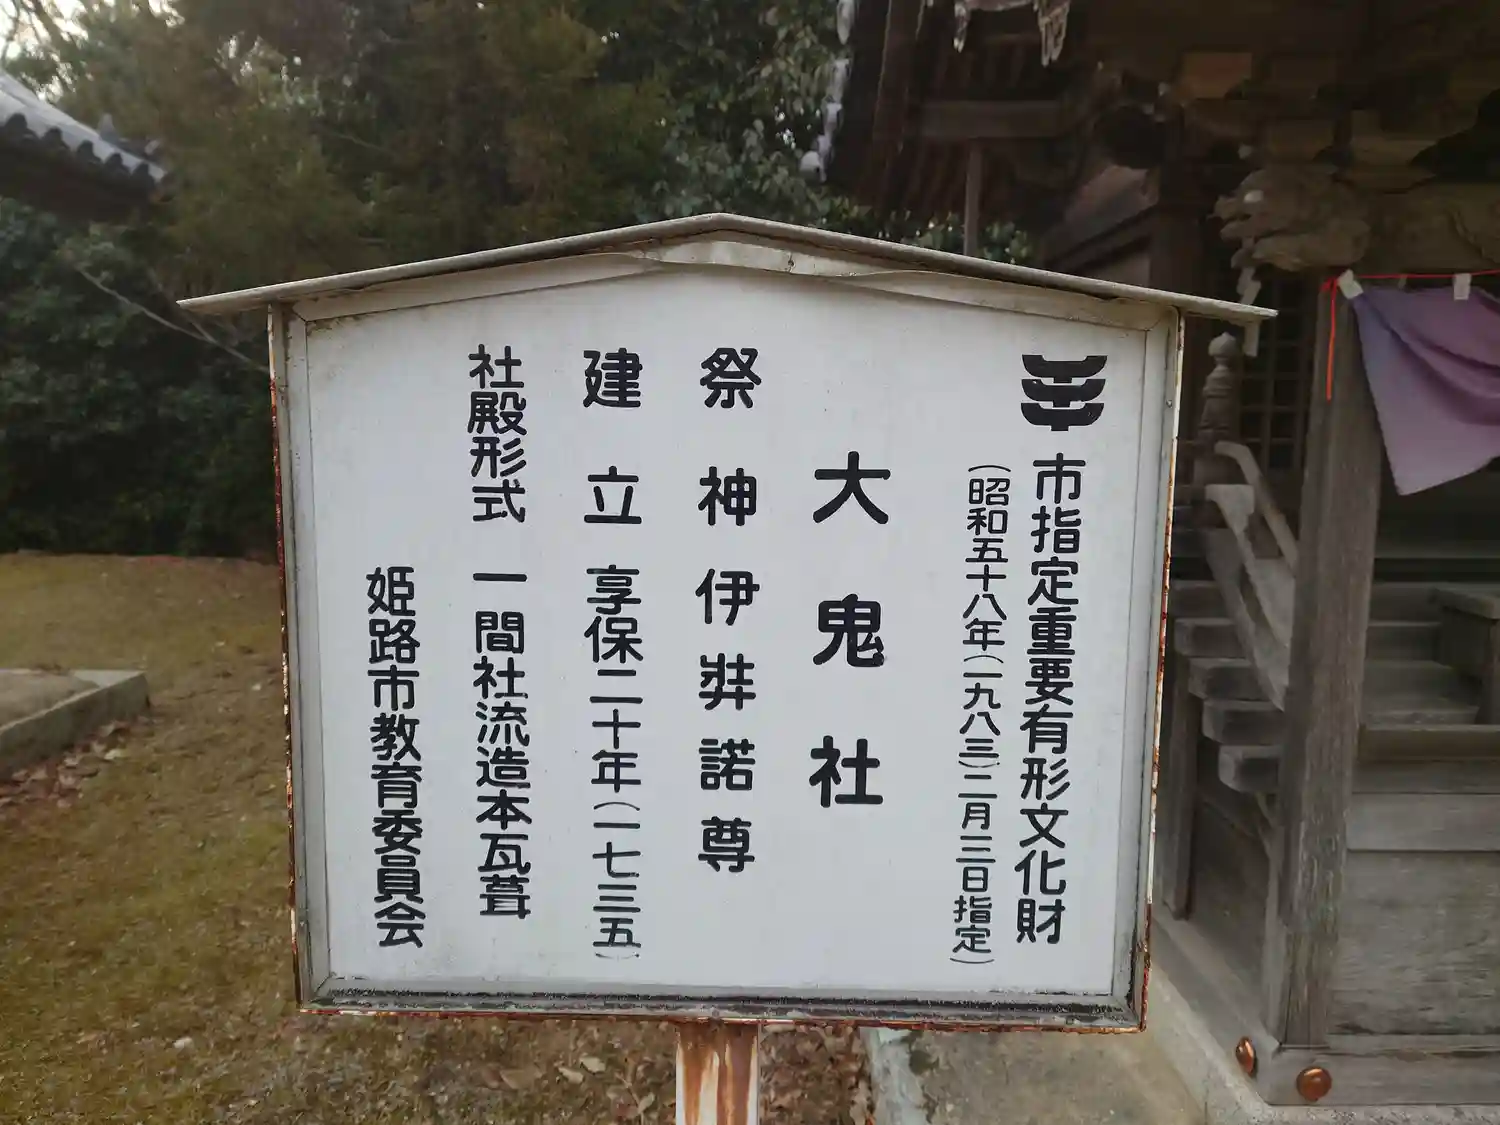 市指定重要有形文化財
(昭和五十八年(一九八三)二月三日指定)
大鬼社
祭神伊弉諾尊
建立 享保二十年(一七三五)
社殿形式 一間社流造本瓦葺
姫路市教育委員会